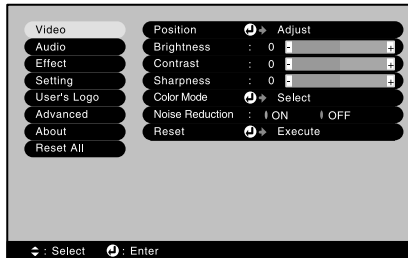 Video
Audio
Effect
Setting
User's Logo
Advanced
About
Reset All
Position Adjust
Brightness : 0 - +
Contrast : 0 - +
Sharpness : 0 - +
Color Mode Select
Noise Reduction : ON OFF
Reset Execute
: Select : Enter